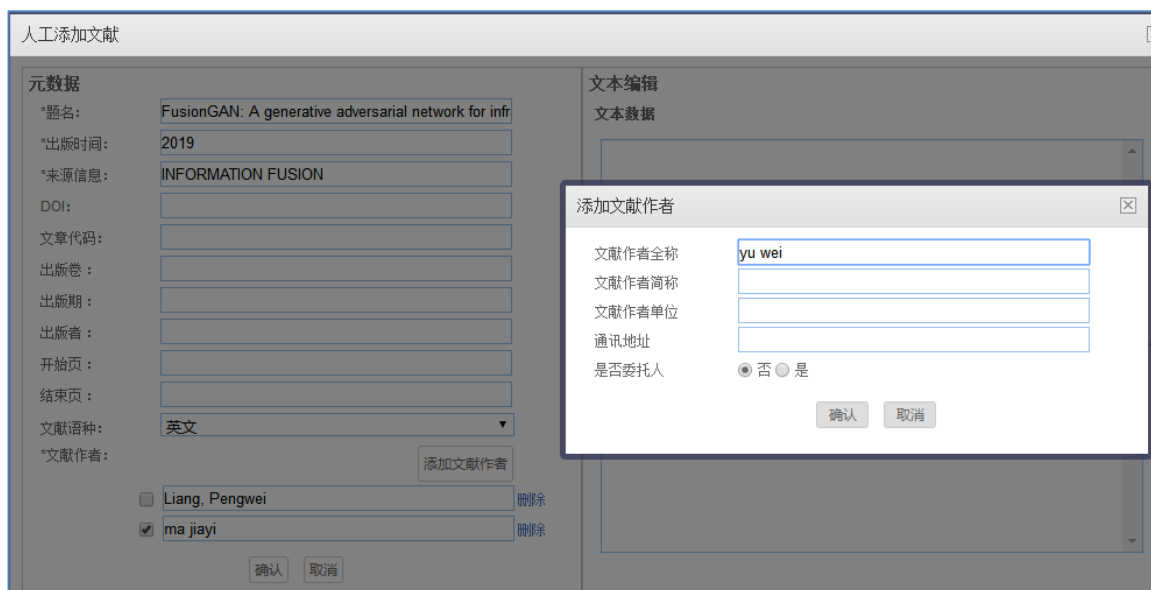 人工添加文献
元数据
*题名: FusionGAN: A generative adversarial network for infr
*出版时间: 2019
*来源信息: INFORMATION FUSION
DOI:
文章代码:
出版卷：
出版期：
出版者：
开始页：
结束页：
文献语种: 英文
*文献作者:
添加文献作者
Liang, Pengwei 删除
ma jiayi 删除
确认 取消
文本编辑
文本数据
添加文献作者
文献作者全称 yu wei
文献作者简称
文献作者单位
通讯地址
是否委托人 否 是
确认 取消